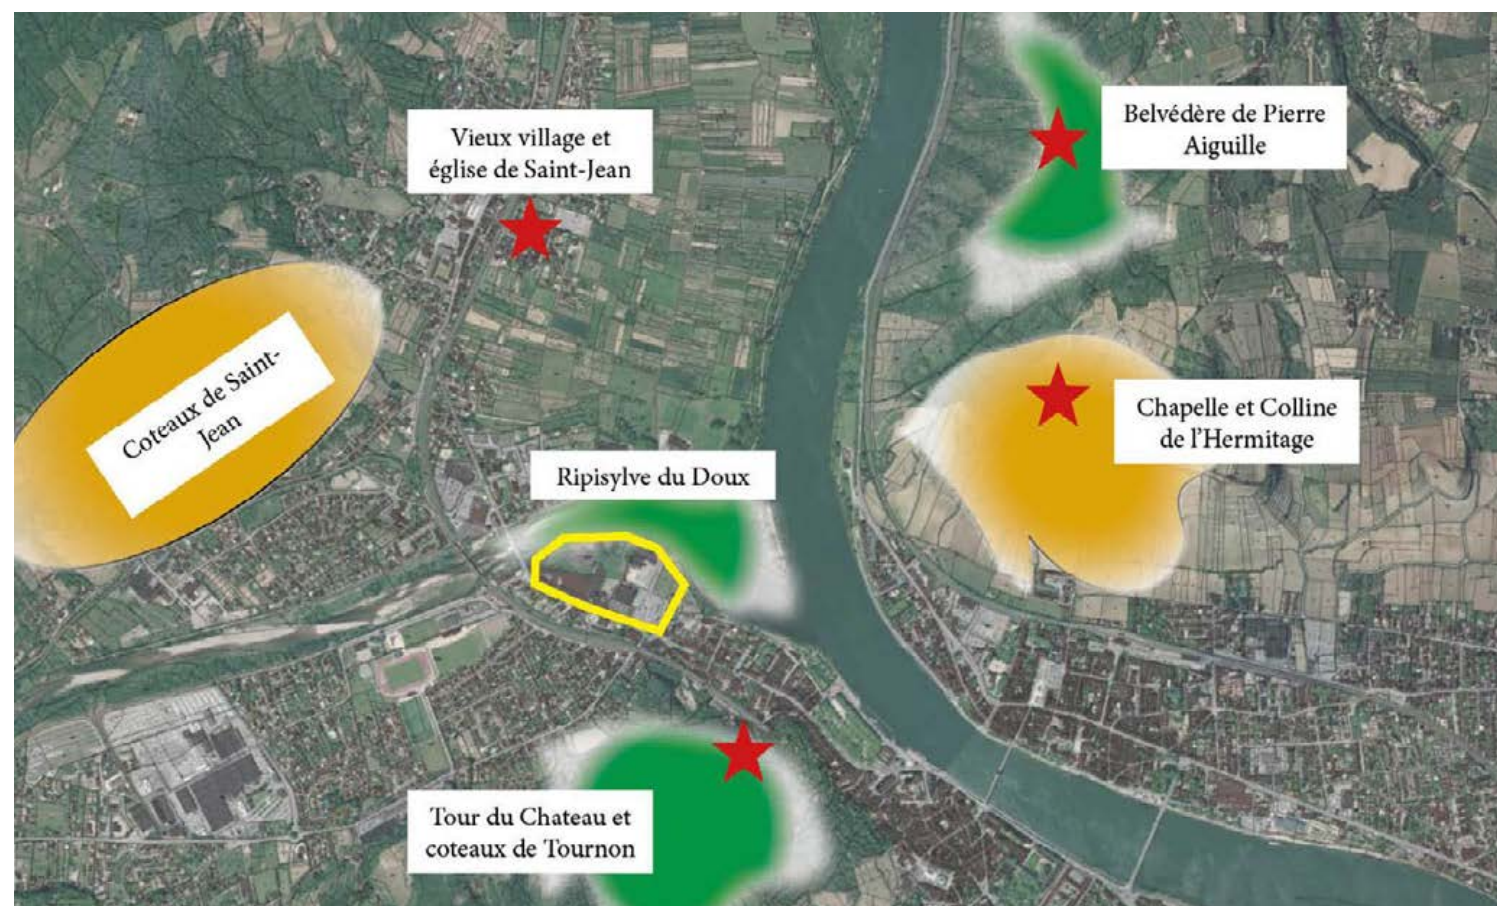 Belvédère de Pierre
Aiguille
Vieux village et
église de Saint-Jean
Coteaux de Saint-
Jean
Chapelle et Colline
de l'Hermitage
Ripisylve du Doux
Tour du Chateau et
coteaux de Tournon